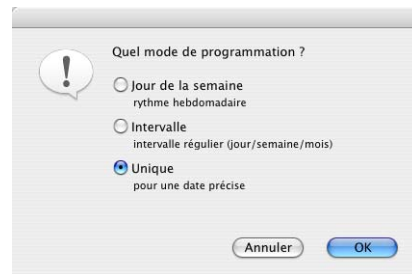 Quel mode de programmation ?
Jour de la semaine
rythme hebdomadaire
Intervalle
intervalle régulier (jour/semaine/mois)
Unique
pour une date précise
Annuler
OK